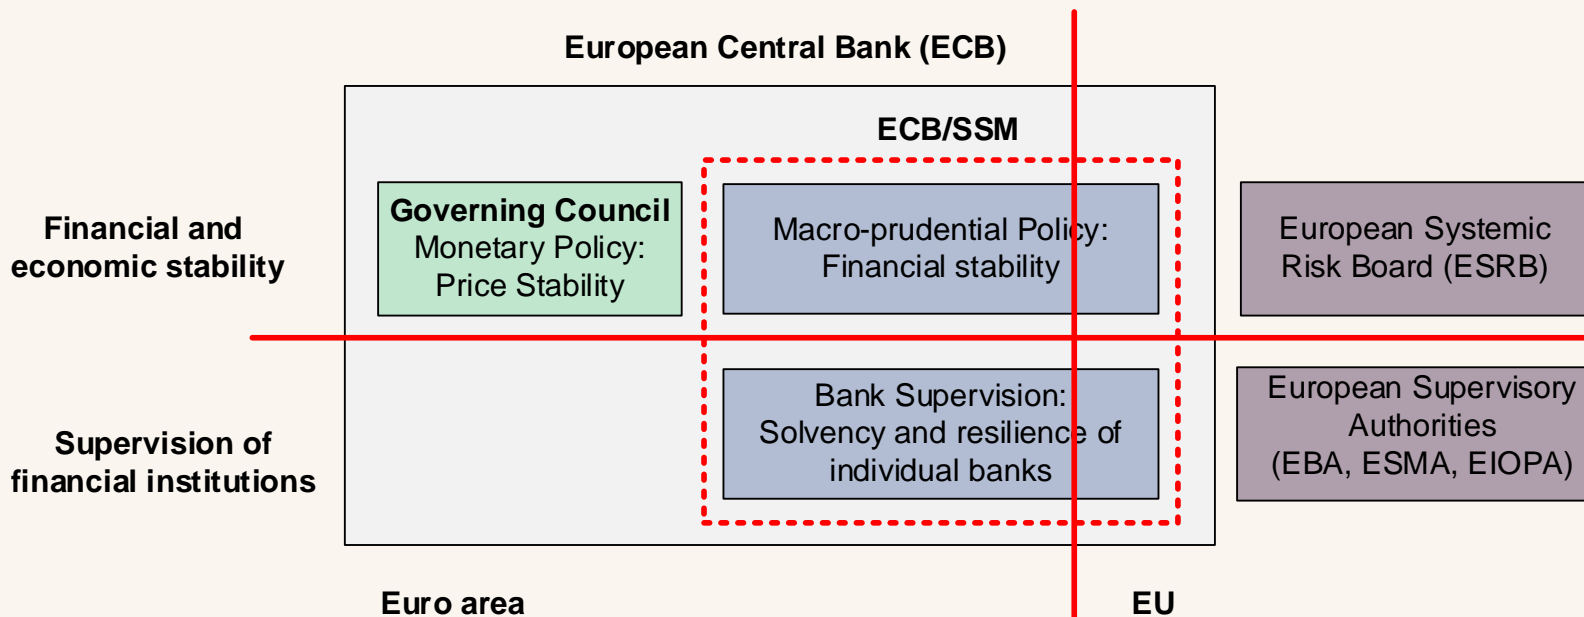 European Central Bank (ECB)
ECB/SSM
Financial and
economic stability
Governing Council
Monetary Policy:
Price Stability
Macro-prudential Policy:
Financial stability
European Systemic
Risk Board (ESRB)
Supervision of
financial institutions
Bank Supervision:
Solvency and resilience of
individual banks
European Supervisory
Authorities
(EBA, ESMA, EIOPA)
Euro area
EU